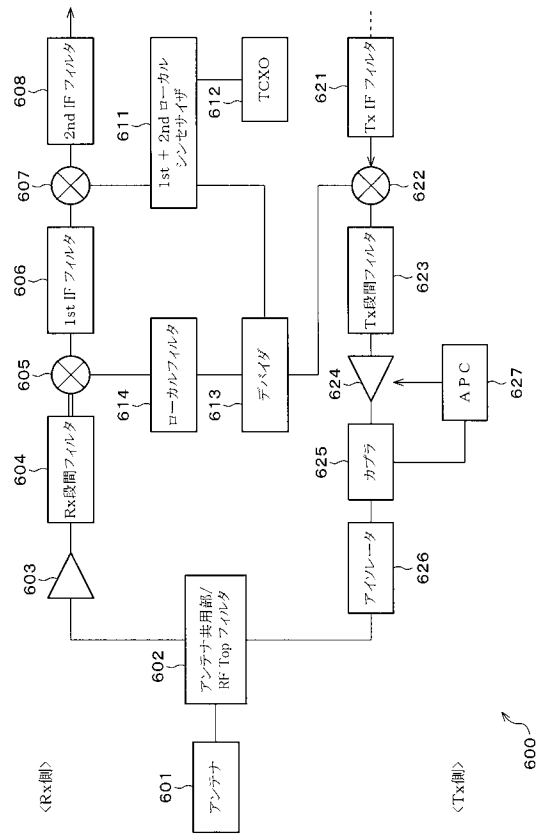 <Rx側>
601
アンテナ
602
アンテナ共用部/
RF Top フィルタ
603
604
Rx段間フィルタ
605
606
1st IF フィルタ
607
608
2nd IF フィルタ
611
1st + 2nd ローカル
シンセサイザ
612
TCXO
614
ローカルフィルタ
613
デバイダ
621
Tx IF フィルタ
622
623
Tx段間フィルタ
624
625
カプラ
626
アイソレータ
627
A P C
<Tx側>
600